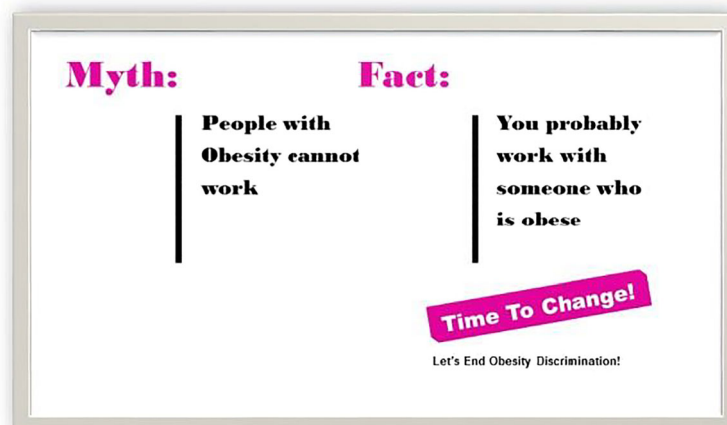 Myth:
People with
Obesity cannot
work
Fact:
You probably
work with
someone who
is obese
Time To Change!
Let's End Obesity Discrimination!